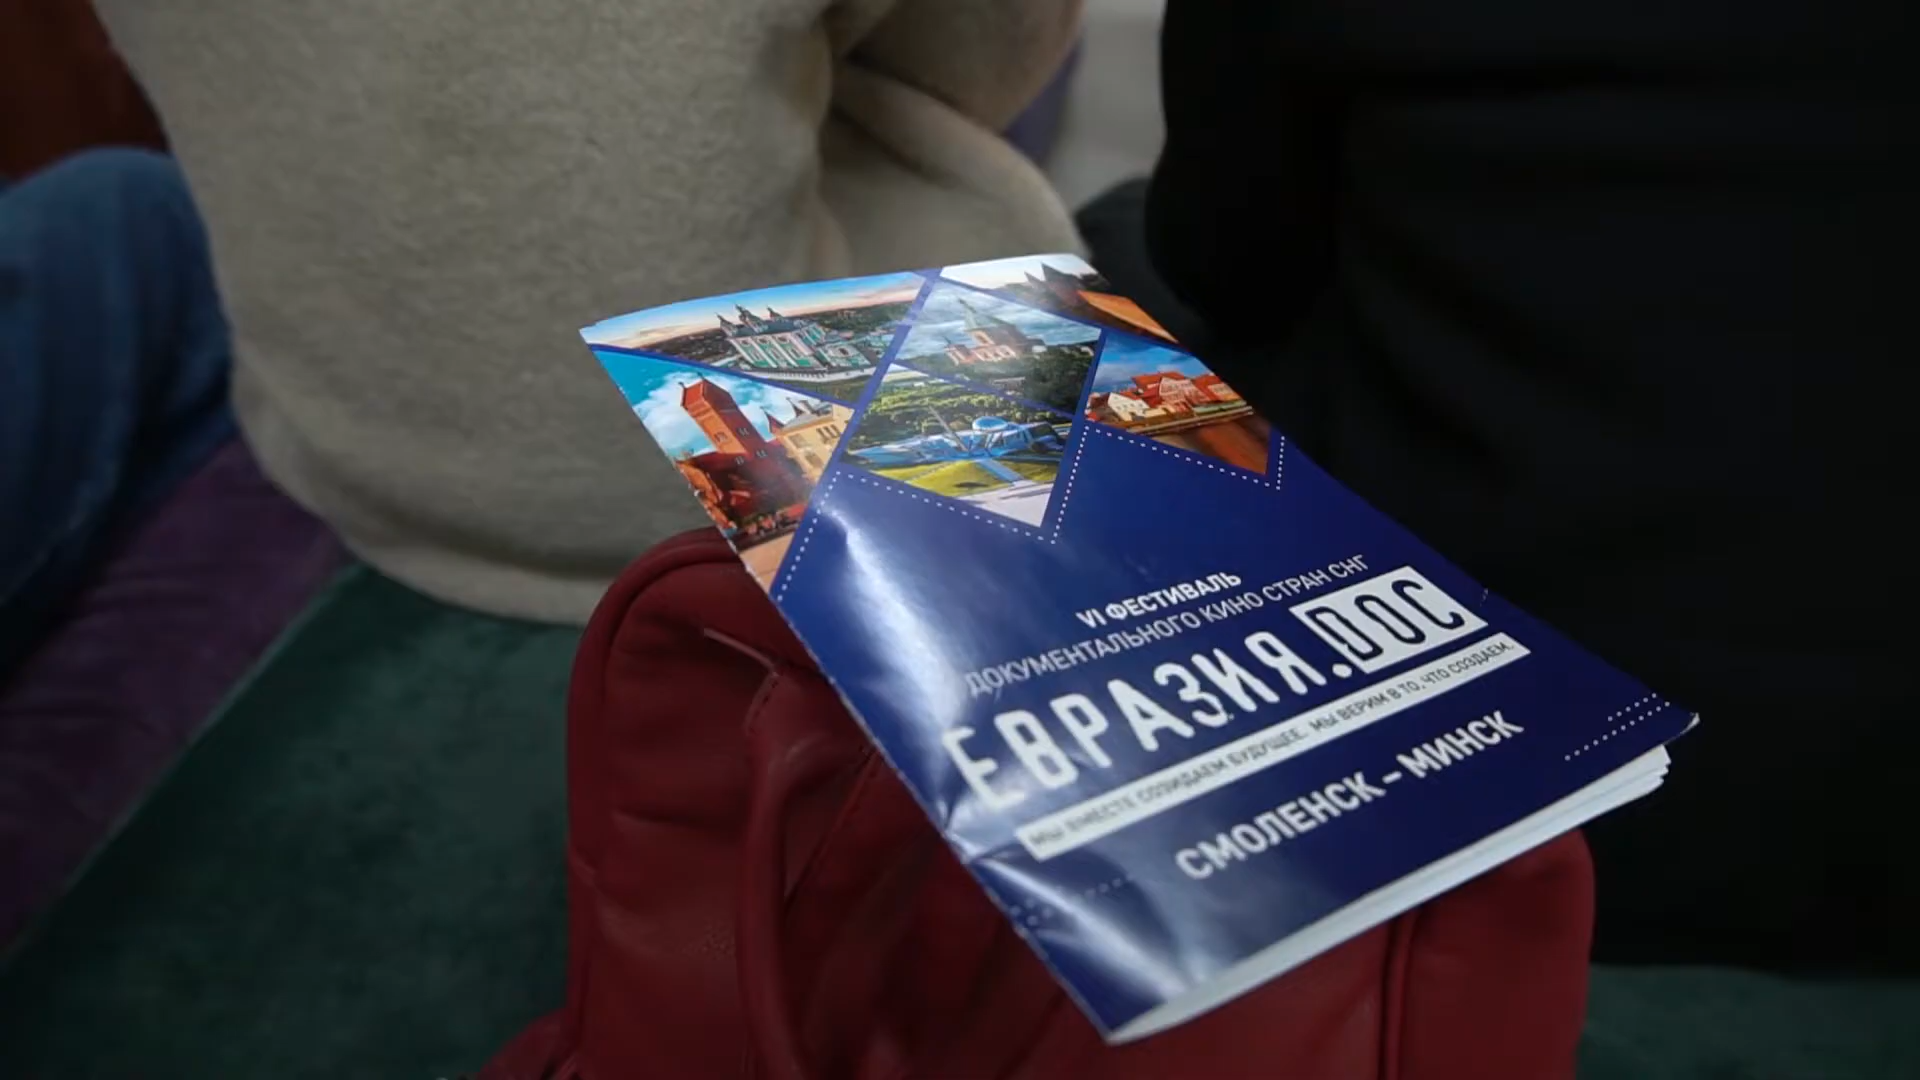 VI ФЕСТИВАЛЬ
ДОКУМЕНТАЛЬНОГО КИНО СТРАН СНГ
ЕВРАЗИЯ.DOC
МЫ ВМЕСТЕ СОЗИДАЕМ БУДУЩЕЕ. МЫ ВЕРИМ В ТО, ЧТО СОЗДАЕМ.
СМОЛЕНСК – МИНСК